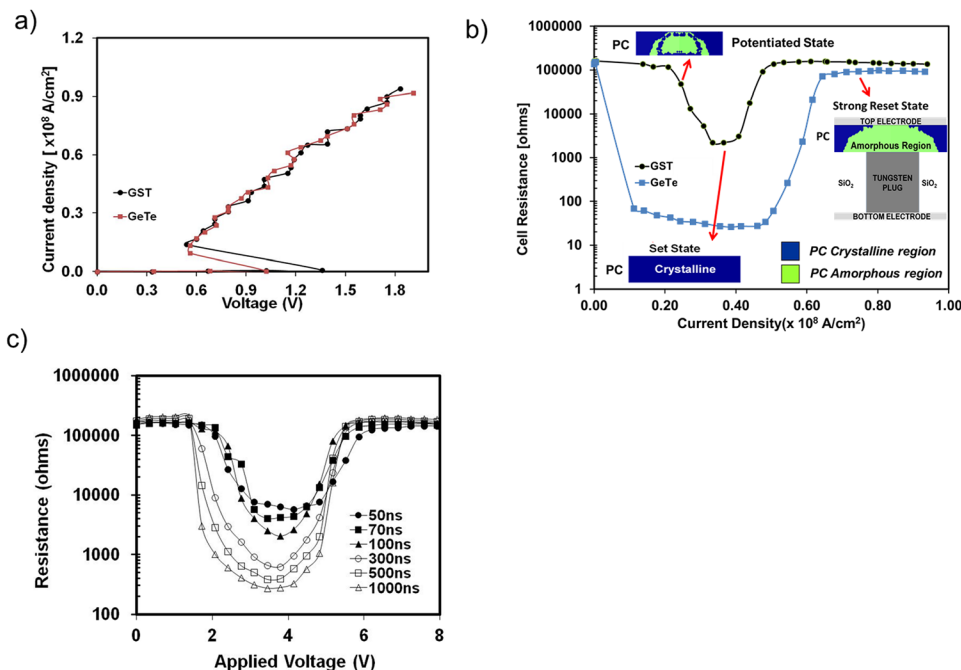 a)
Current density [ x10⁸ A/cm²]
1.2
0.9
0.6
0.3
0.0
GST
GeTe
0.0 0.3 0.6 0.9 1.2 1.5 1.8
Voltage (V)
b)
Cell Resistance [ohms]
1000000
100000
10000
1000
100
10
1
PC
Potentiated State
Strong Reset State
TOP ELECTRODE
PC
Amorphous Region
SiO₂
TUNGSTEN
PLUG
SiO₂
BOTTOM ELECTRODE
GST
GeTe
Set State
PC
Crystalline
PC Crystalline region
PC Amorphous region
0.00 0.20 0.40 0.60 0.80 1.00
Current Density(x 10⁸ A/cm²)
c)
Resistance (ohms)
1000000
100000
10000
1000
100
50ns
70ns
100ns
300ns
500ns
1000ns
0 2 4 6 8
Applied Voltage (V)